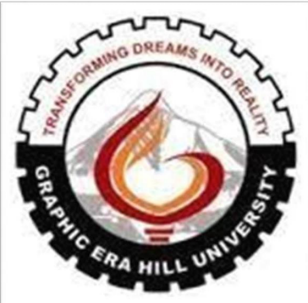 TRANSFORMING DREAMS INTO REALITY
GRAPHIC ERA HILL UNIVERSITY